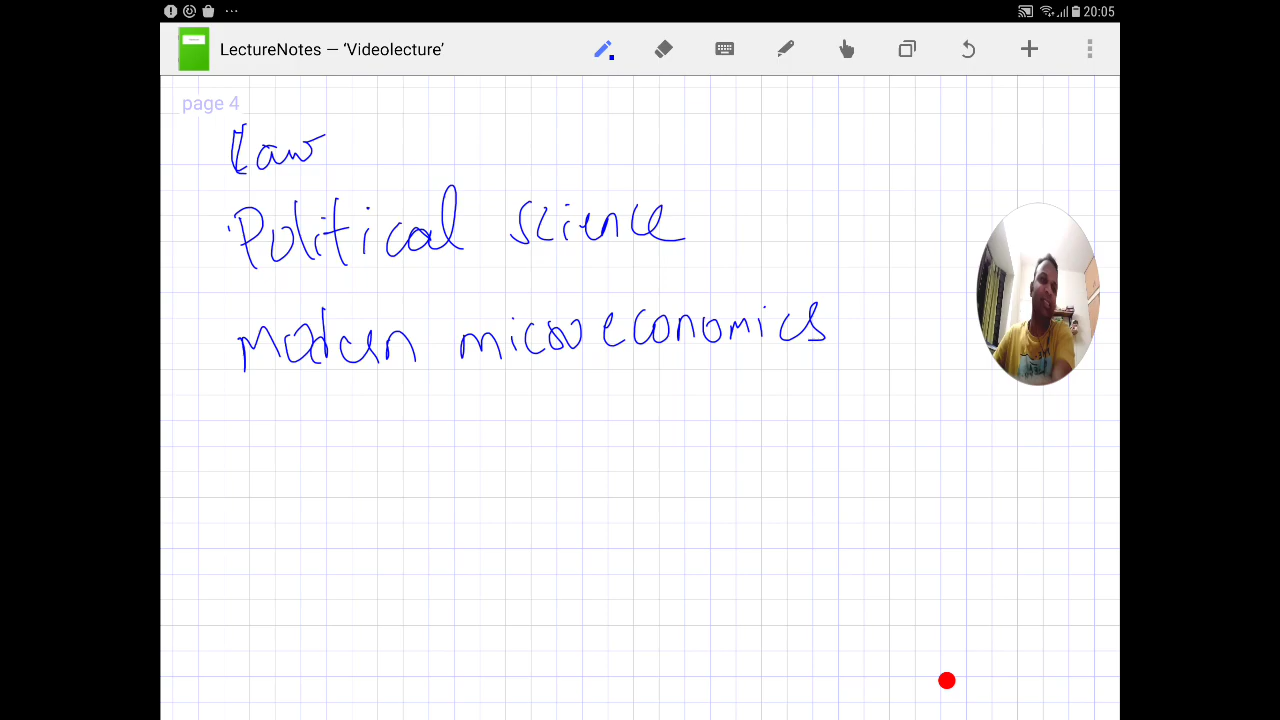 20:05
LectureNotes — ‘Videolecture’
page 4
Law
Political science
modern microeconomics